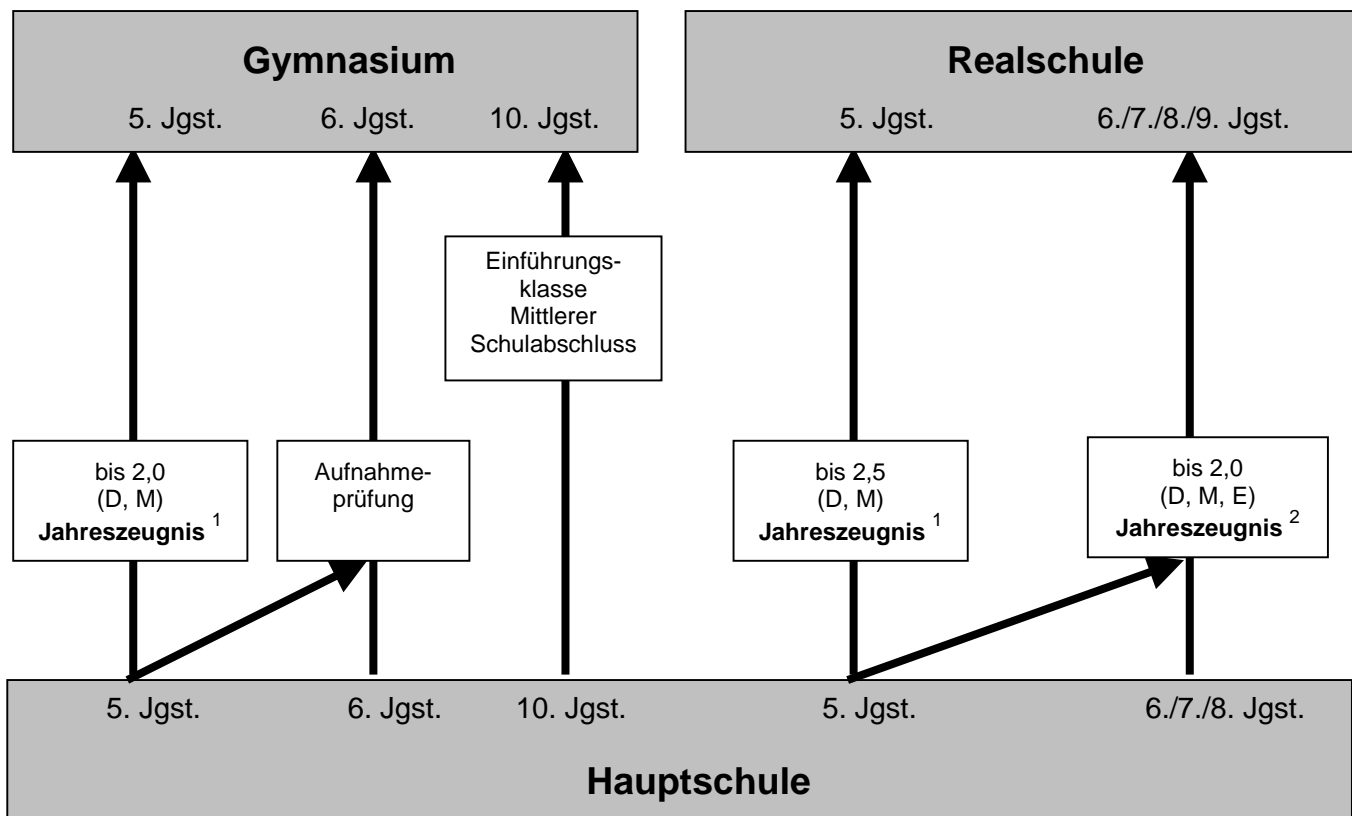 Gymnasium
5. Jgst. 6. Jgst. 10. Jgst.
Realschule
5. Jgst. 6./7./8./9. Jgst.
Einführungs-
klasse
Mittlerer
Schulabschluss
bis 2,0
(D, M)
Jahreszeugnis 1
Aufnahme-
prüfung
bis 2,5
(D, M)
Jahreszeugnis 1
bis 2,0
(D, M, E)
Jahreszeugnis 2
5. Jgst. 6. Jgst. 10. Jgst. 5. Jgst. 6./7./8. Jgst.
Hauptschule